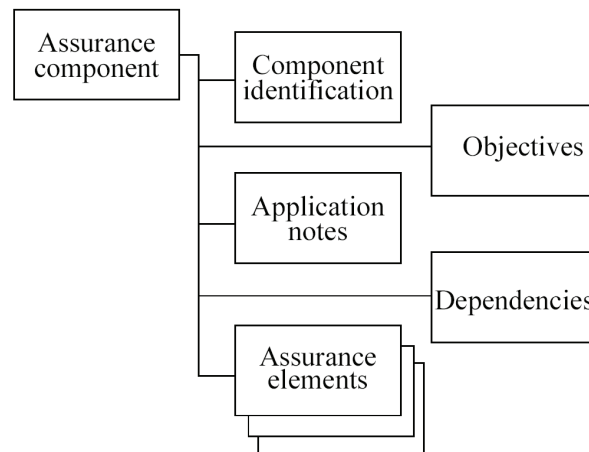 Assurance
component
Component
identification
Objectives
Application
notes
Dependencies
Assurance
elements